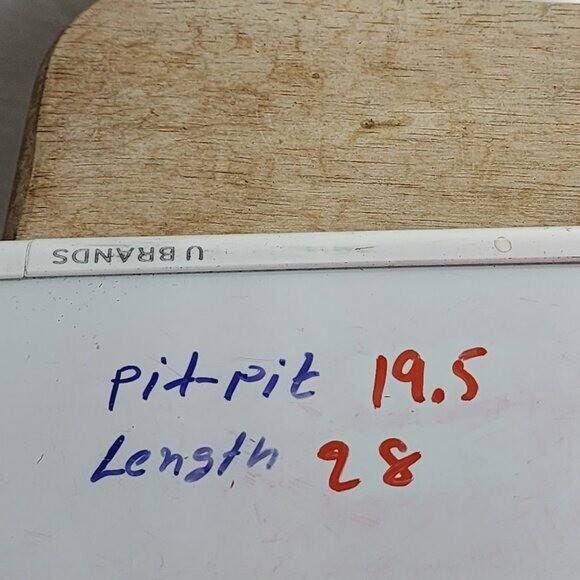 U BRANDS
pit-pit 19.5
Length 28